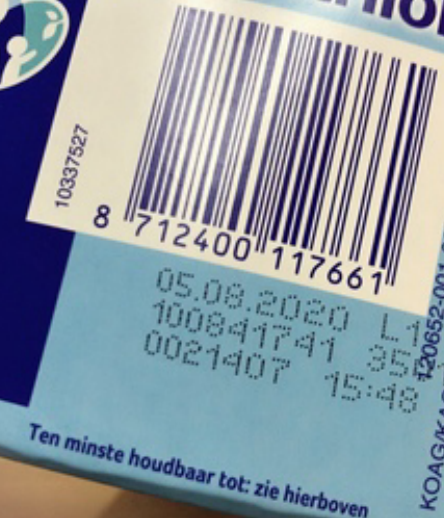 10337527
8 712400 117661
05.08.2020 L1
100841741 35
0021407 15:48
Ten minste houdbaar tot: zie hierboven
KOAG/K